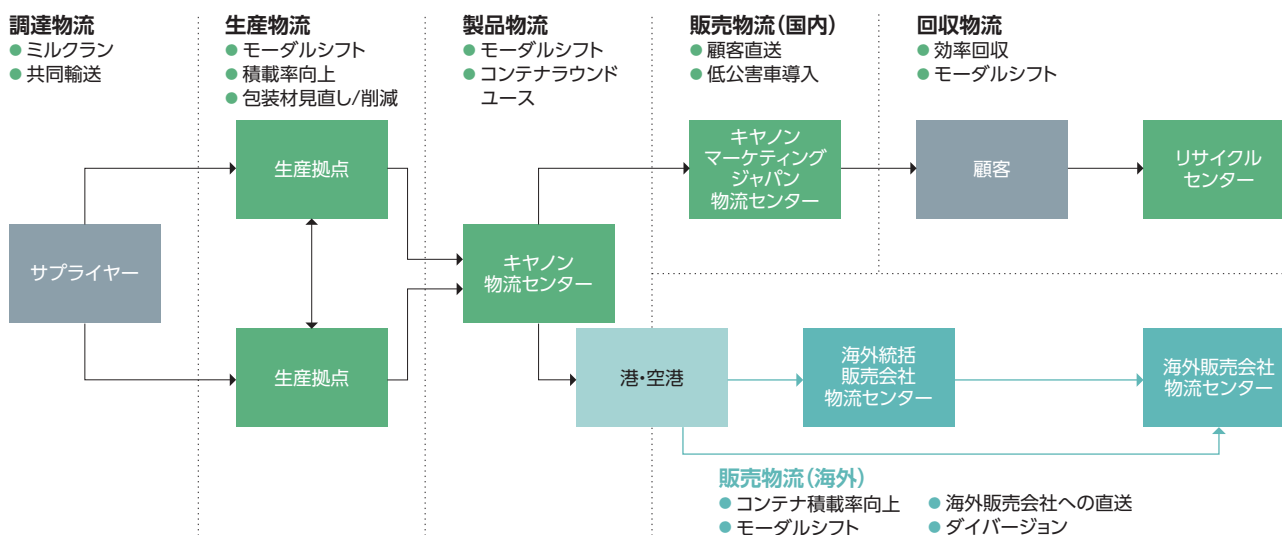 調達物流
● ミルクラン
● 共同輸送
生産物流
● モーダルシフト
● 積載率向上
● 包装材見直し/削減
製品物流
● モーダルシフト
● コンテナラウンド
ユース
販売物流(国内)
● 顧客直送
● 低公害車導入
回収物流
● 効率回収
● モーダルシフト
サプライヤー
生産拠点
生産拠点
キヤノン
物流センター
キヤノン
マーケティング
ジャパン
物流センター
顧客
リサイクル
センター
港・空港
海外統括
販売会社
物流センター
海外販売会社
物流センター
販売物流(海外)
● コンテナ積載率向上
● モーダルシフト
● 海外販売会社への直送
● ダイバージョン